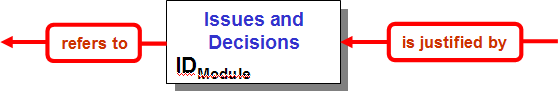 Issues and
Decisions
refers to
is justified by
IDModule